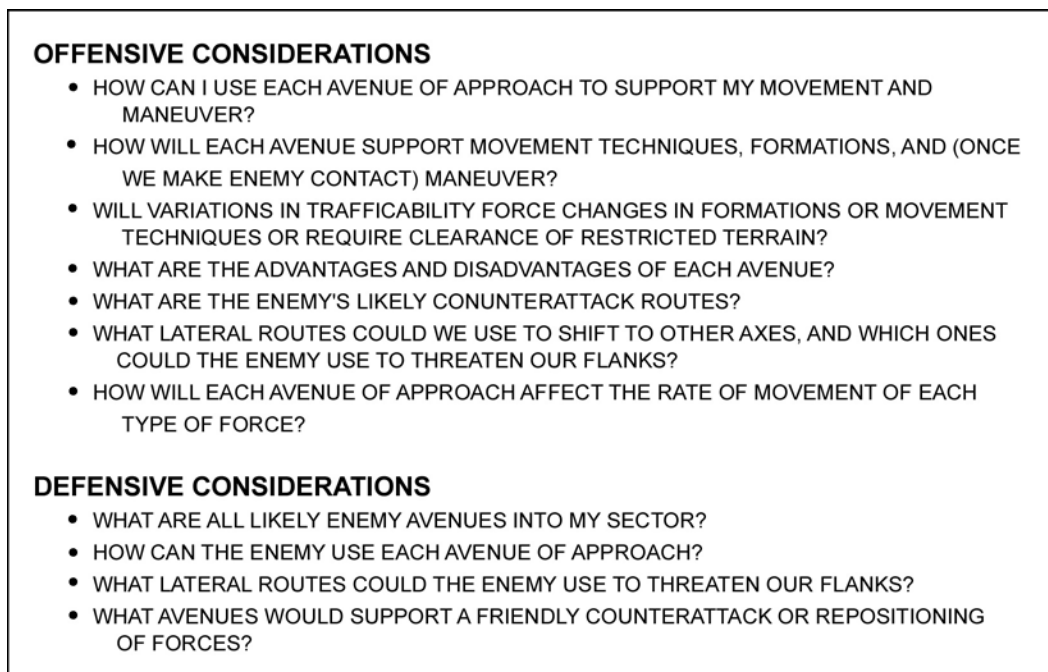 OFFENSIVE CONSIDERATIONS
• HOW CAN I USE EACH AVENUE OF APPROACH TO SUPPORT MY MOVEMENT AND
MANEUVER?
• HOW WILL EACH AVENUE SUPPORT MOVEMENT TECHNIQUES, FORMATIONS, AND (ONCE
WE MAKE ENEMY CONTACT) MANEUVER?
• WILL VARIATIONS IN TRAFFICABILITY FORCE CHANGES IN FORMATIONS OR MOVEMENT
TECHNIQUES OR REQUIRE CLEARANCE OF RESTRICTED TERRAIN?
• WHAT ARE THE ADVANTAGES AND DISADVANTAGES OF EACH AVENUE?
• WHAT ARE THE ENEMY'S LIKELY CONUNTERATTACK ROUTES?
• WHAT LATERAL ROUTES COULD WE USE TO SHIFT TO OTHER AXES, AND WHICH ONES
COULD THE ENEMY USE TO THREATEN OUR FLANKS?
• HOW WILL EACH AVENUE OF APPROACH AFFECT THE RATE OF MOVEMENT OF EACH
TYPE OF FORCE?
DEFENSIVE CONSIDERATIONS
• WHAT ARE ALL LIKELY ENEMY AVENUES INTO MY SECTOR?
• HOW CAN THE ENEMY USE EACH AVENUE OF APPROACH?
• WHAT LATERAL ROUTES COULD THE ENEMY USE TO THREATEN OUR FLANKS?
• WHAT AVENUES WOULD SUPPORT A FRIENDLY COUNTERATTACK OR REPOSITIONING
OF FORCES?